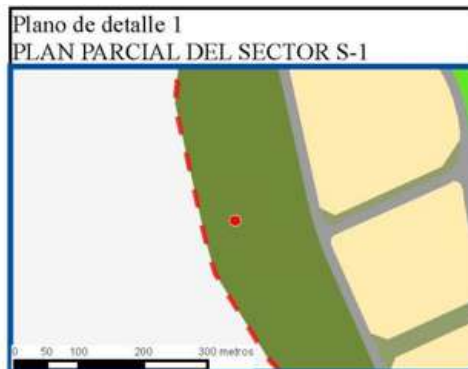 Plano de detalle 1
PLAN PARCIAL DEL SECTOR S-1
0 50 100 200 300 metros